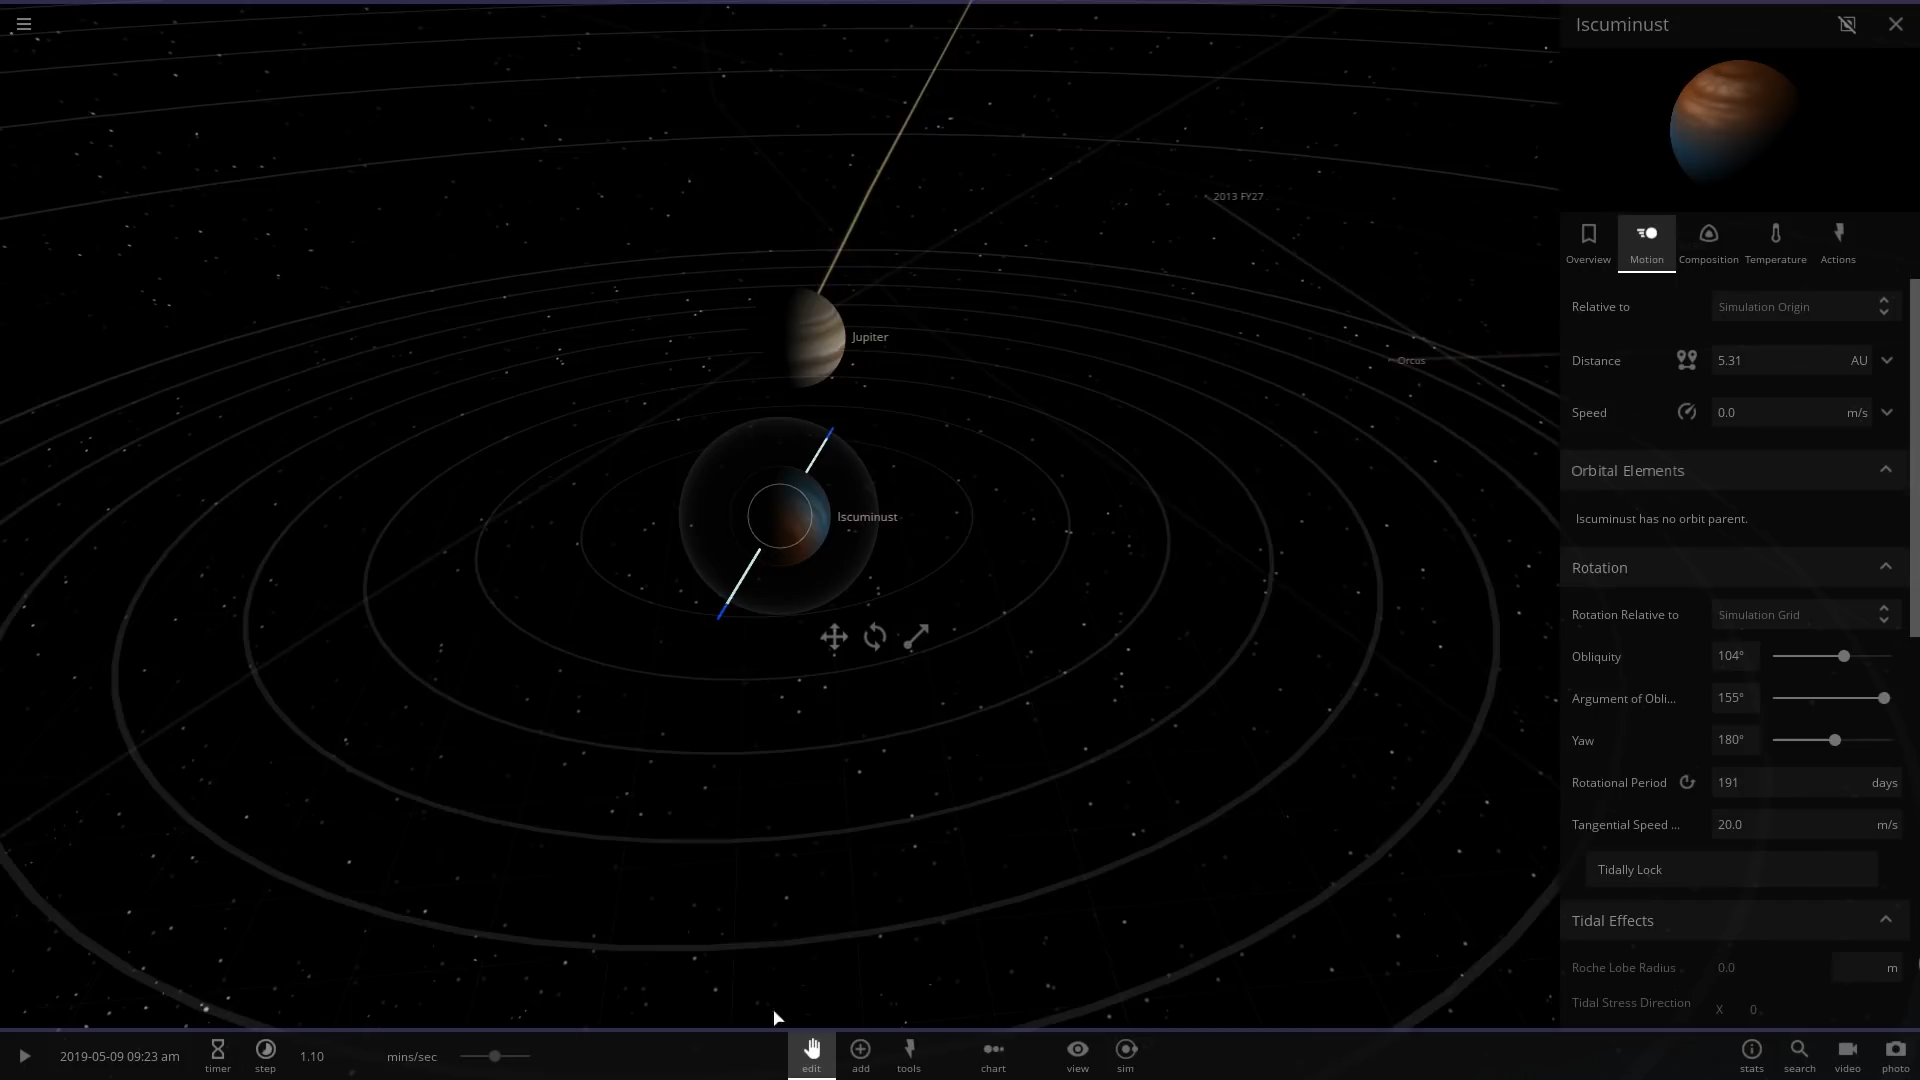 Iscuminust
2013 FY27
Jupiter
Orcus
Iscuminust
Overview
Motion
Composition
Temperature
Actions
Relative to
Simulation Origin
Distance
5.31
AU
Speed
0.0
m/s
Orbital Elements
Iscuminust has no orbit parent.
Rotation
Rotation Relative to
Simulation Grid
Obliquity
104°
Argument of Obli...
155°
Yaw
180°
Rotational Period
191
days
Tangential Speed ...
20.0
m/s
Tidally Lock
Tidal Effects
Roche Lobe Radius
0.0
m
Tidal Stress Direction
X
0
2019-05-09 09:23 am
timer
step
1.10
mins/sec
edit
add
tools
chart
view
sim
stats
search
video
photo